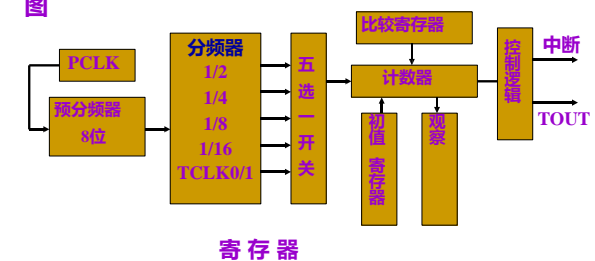 图
PCLK
预分频器
8位
分频器
1/2
1/4
1/8
1/16
TCLK0/1
五选一开关
比较寄存器
计数器
初值 寄存器
观察
控制逻辑
中断
TOUT
寄 存 器